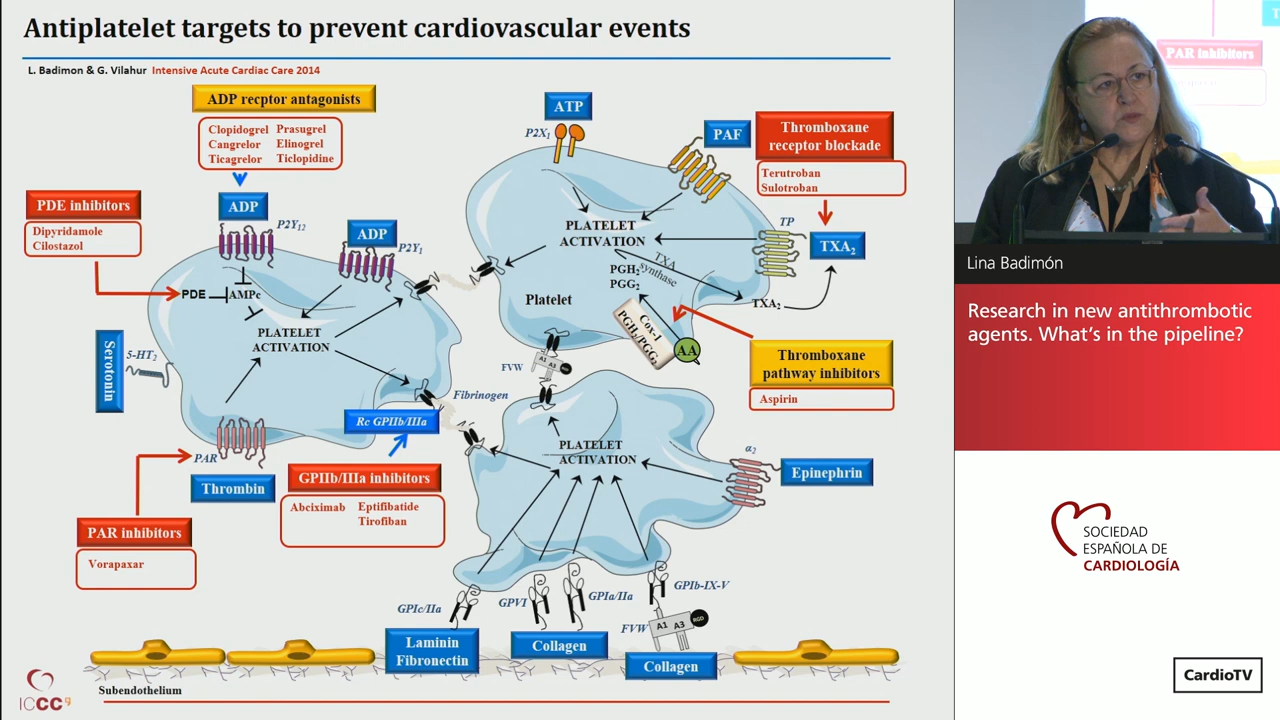 Antiplatelet targets to prevent cardiovascular events
L. Badimon & G. Vilahur Intensive Acute Cardiac Care 2014
ADP recptor antagonists
Clopidogrel Prasugrel
Cangrelor Elinogrel
Ticagrelor Ticlopidine
PDE inhibitors
Dipyridamole
Cilostazol
ADP
P2Y12
ADP
P2Y1
PDE
AMPc
PLATELET
ACTIVATION
Serotonin
5-HT2
PAR
Thrombin
PAR inhibitors
Vorapaxar
Rc GPIIb/IIIa
GPIIb/IIIa inhibitors
Abciximab Eptifibatide
Tirofiban
Fibrinogen
ATP
P2X1
PAF
Thromboxane
receptor blockade
Terutroban
Sulotroban
TP
TXA2
PLATELET
ACTIVATION
PGH2
PGG2
TXA
synthase
TXA2
Platelet
Cox-1
PGH2/PGG2
AA
Thromboxane
pathway inhibitors
Aspirin
FVW
A1 A3
PLATELET
ACTIVATION
α2
Epinephrin
GPIc/IIa
GPVI
GPIa/IIa
GPIb-IX-V
FVW
A1 A3
RGD
Laminin
Fibronectin
Collagen
Collagen
Subendothelium
ICCC
PAR inhibitors
Lina Badimón
Research in new antithrombotic
agents. What's in the pipeline?
SOCIEDAD
ESPAÑOLA DE
CARDIOLOGÍA
CardioTV